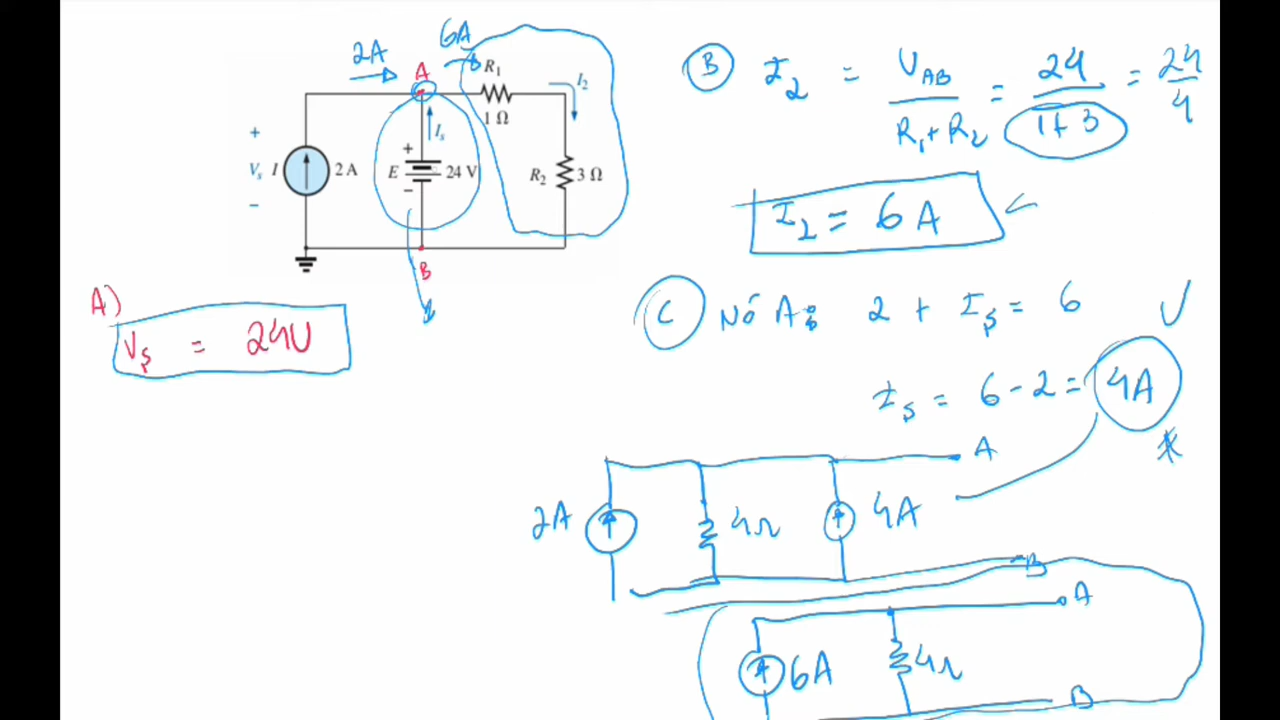 2A
6A
A
R1
I2
1 Ω
Is
+
Vs
I
2 A
E
+
24 V
R2
3 Ω
-
-
B
A)
Vs = 24V
B I2 = VAB / R1 + R2 = 24 / 1+3 = 24 / 4
I2 = 6A
C NÓ A: 2 + Is = 6
Is = 6 - 2 = 4A
*
A
2A
4Ω
4A
B
A
6A
4Ω
B